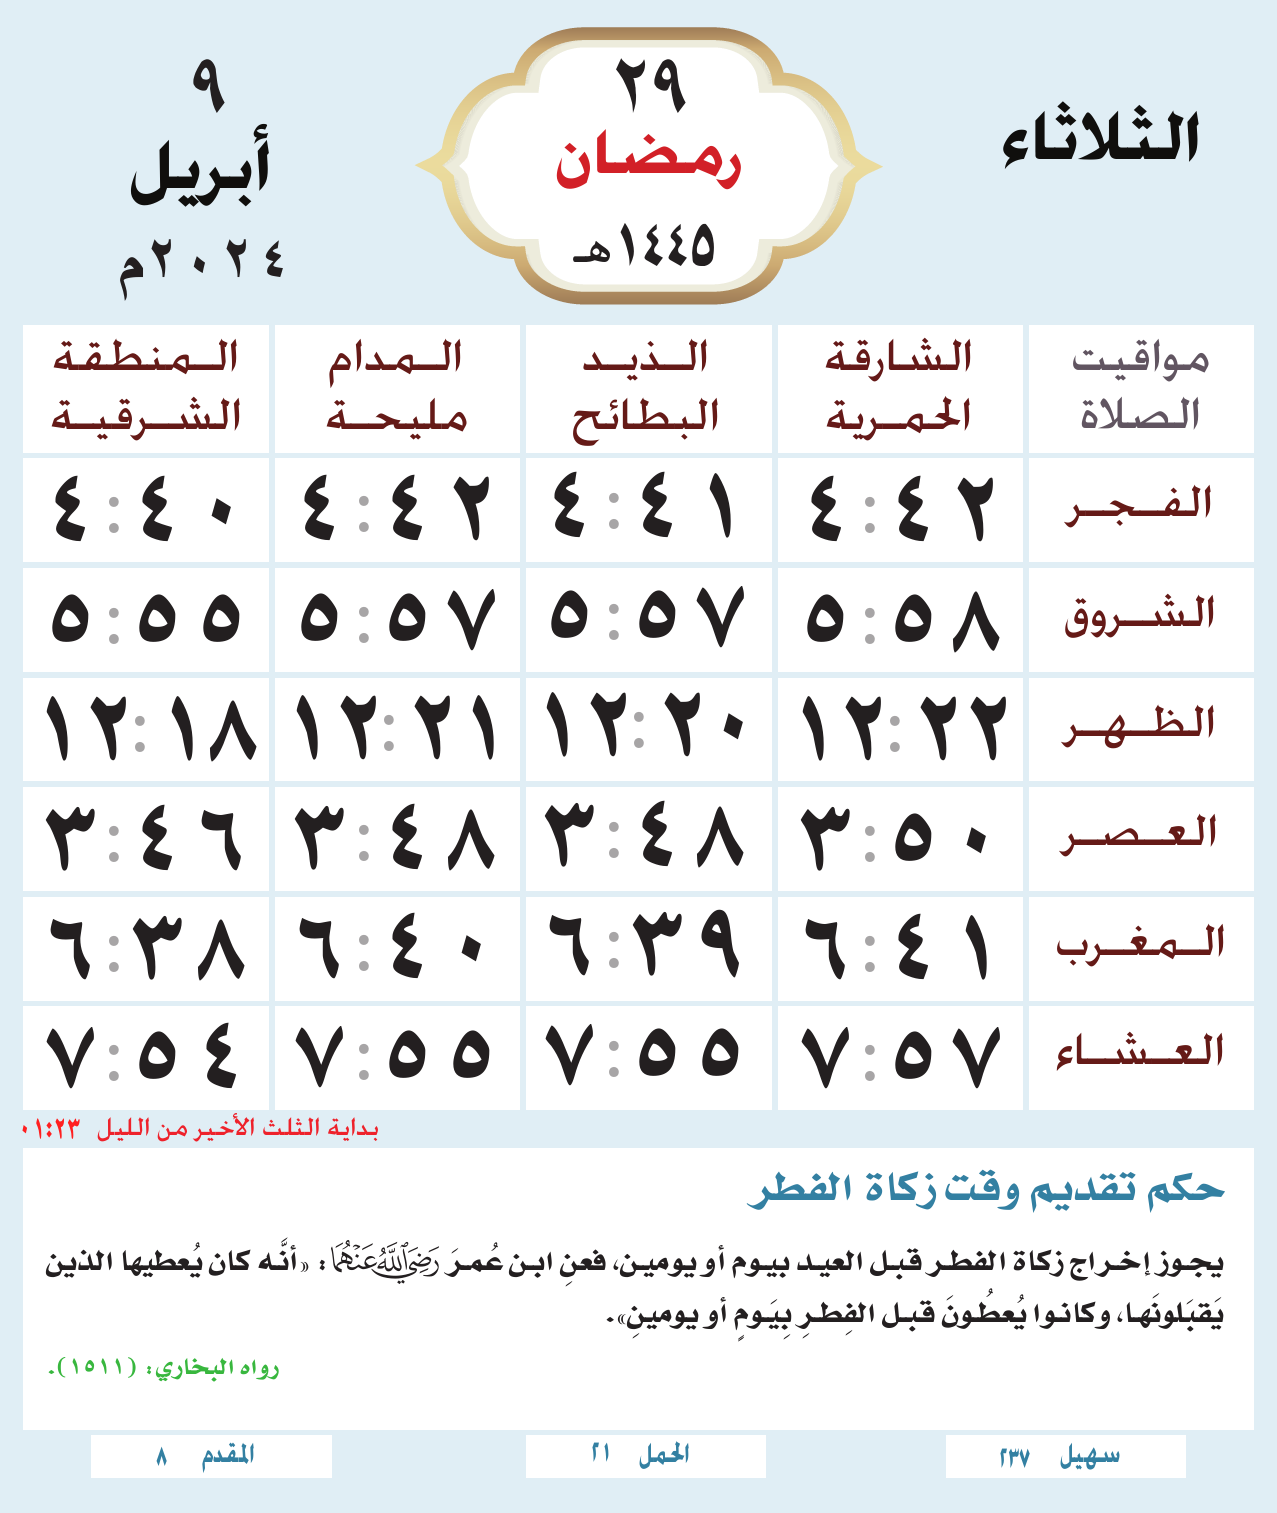 الثلاثاء
٢٩
رمضان
١٤٤٥هـ
٩
أبريل
٢٠٢٤م
مواقيت الصلاة | الشارقة الحمرية | الذيد البطائح | المدام مليحة | المنطقة الشرقية
الفجر | ٤:٤٢ | ٤:٤١ | ٤:٤٢ | ٤:٤٠
الشروق | ٥:٥٨ | ٥:٥٧ | ٥:٥٧ | ٥:٥٥
الظهر | ١٢:٢٢ | ١٢:٢٠ | ١٢:٢١ | ١٢:١٨
العصر | ٣:٥٠ | ٣:٤٨ | ٣:٤٨ | ٣:٤٦
المغرب | ٦:٤١ | ٦:٣٩ | ٦:٤٠ | ٦:٣٨
العشاء | ٧:٥٧ | ٧:٥٥ | ٧:٥٥ | ٧:٥٤
بداية الثلث الأخير من الليل ٠١:٢٣
حكم تقديم وقت زكاة الفطر
يجوز إخراج زكاة الفطر قبل العيد بيوم أو يومين، فعنِ ابن عُمرَ رَضِيَ اللَّهُ عَنْهُمَا : «أنَّه كان يُعطيها الذين
يَقبَلونَها، وكانوا يُعطُونَ قبل الفِطرِ بِيَومٍ أو يومينِ».
رواه البخاري: (١٥١١).
سهيل ٢٣٧
الحمل ٢١
المقدم ٨